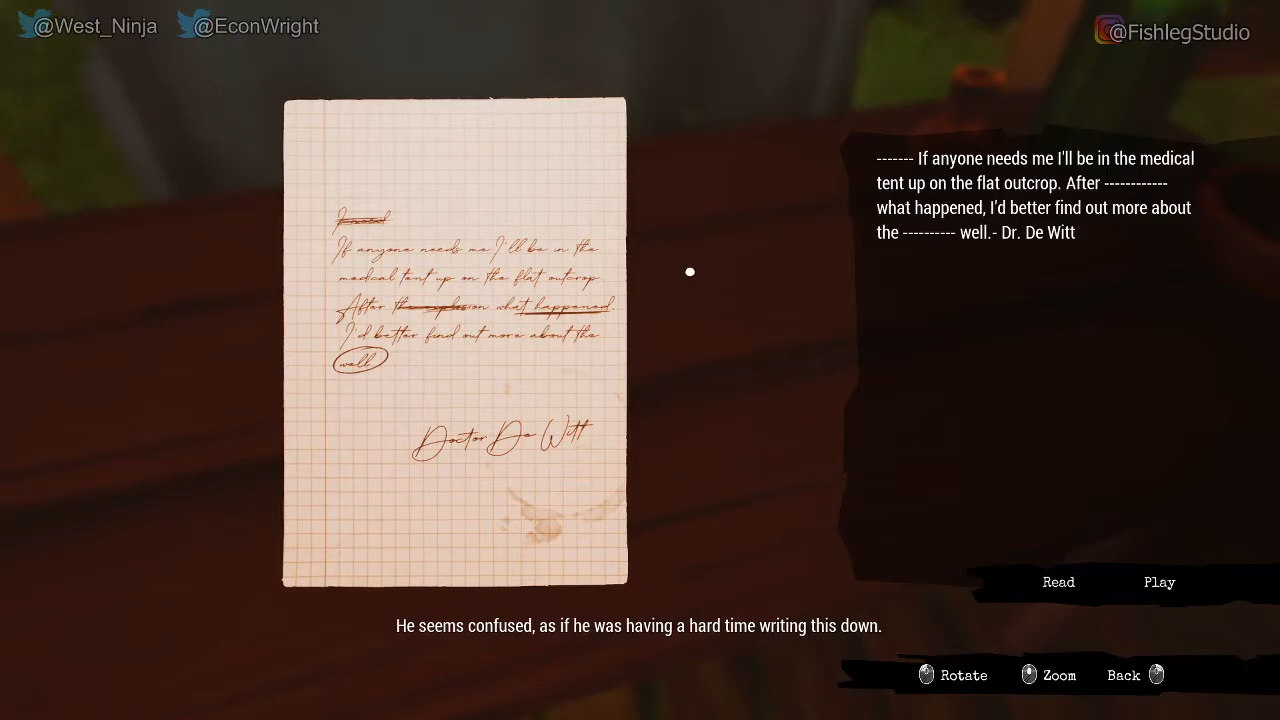 @West_Ninja @EconWright
@FishlegStudio
If anyone needs me I'll be in the
medcal tent up on the flat outcrop
After the explosion what happened.
I'd better find out more about the
well
Doctor De Witt
------- If anyone needs me I'll be in the medical
tent up on the flat outcrop. After ------------
what happened, I'd better find out more about
the ---------- well.- Dr. De Witt
Read Play
He seems confused, as if he was having a hard time writing this down.
Rotate Zoom Back